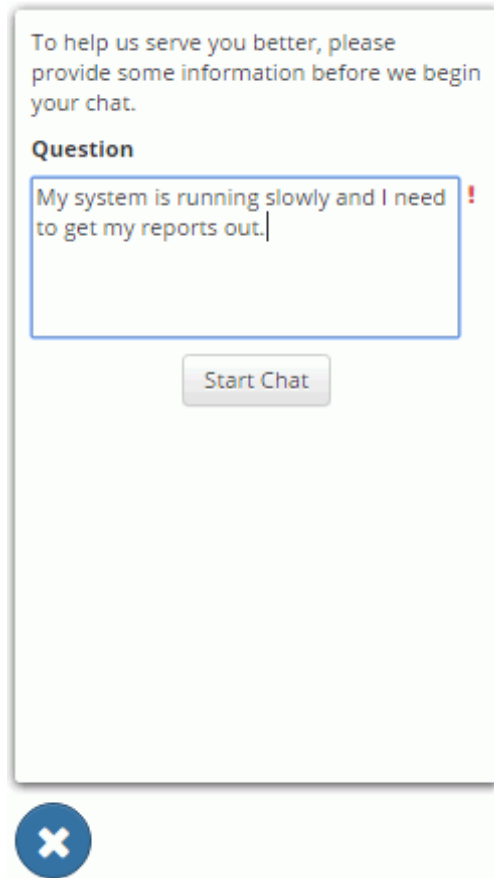 To help us serve you better, please
provide some information before we begin
your chat.
Question
My system is running slowly and I need
to get my reports out.
!
Start Chat